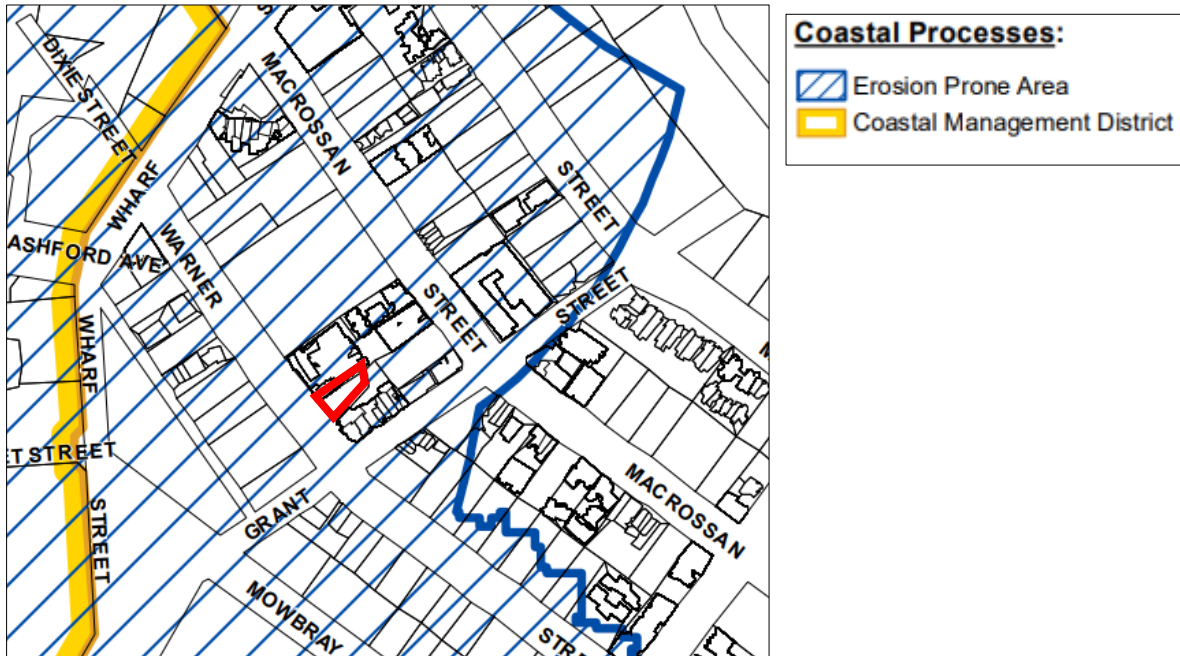 Coastal Processes:
Erosion Prone Area
Coastal Management District
DIXIE STREET
MACROSSAN
WHARF
STREET
ASHFORD AVE
WARNER
STREET
STREET
WHARF
STREET
GRANT
MACROSSAN
STREET
MOWBRAY